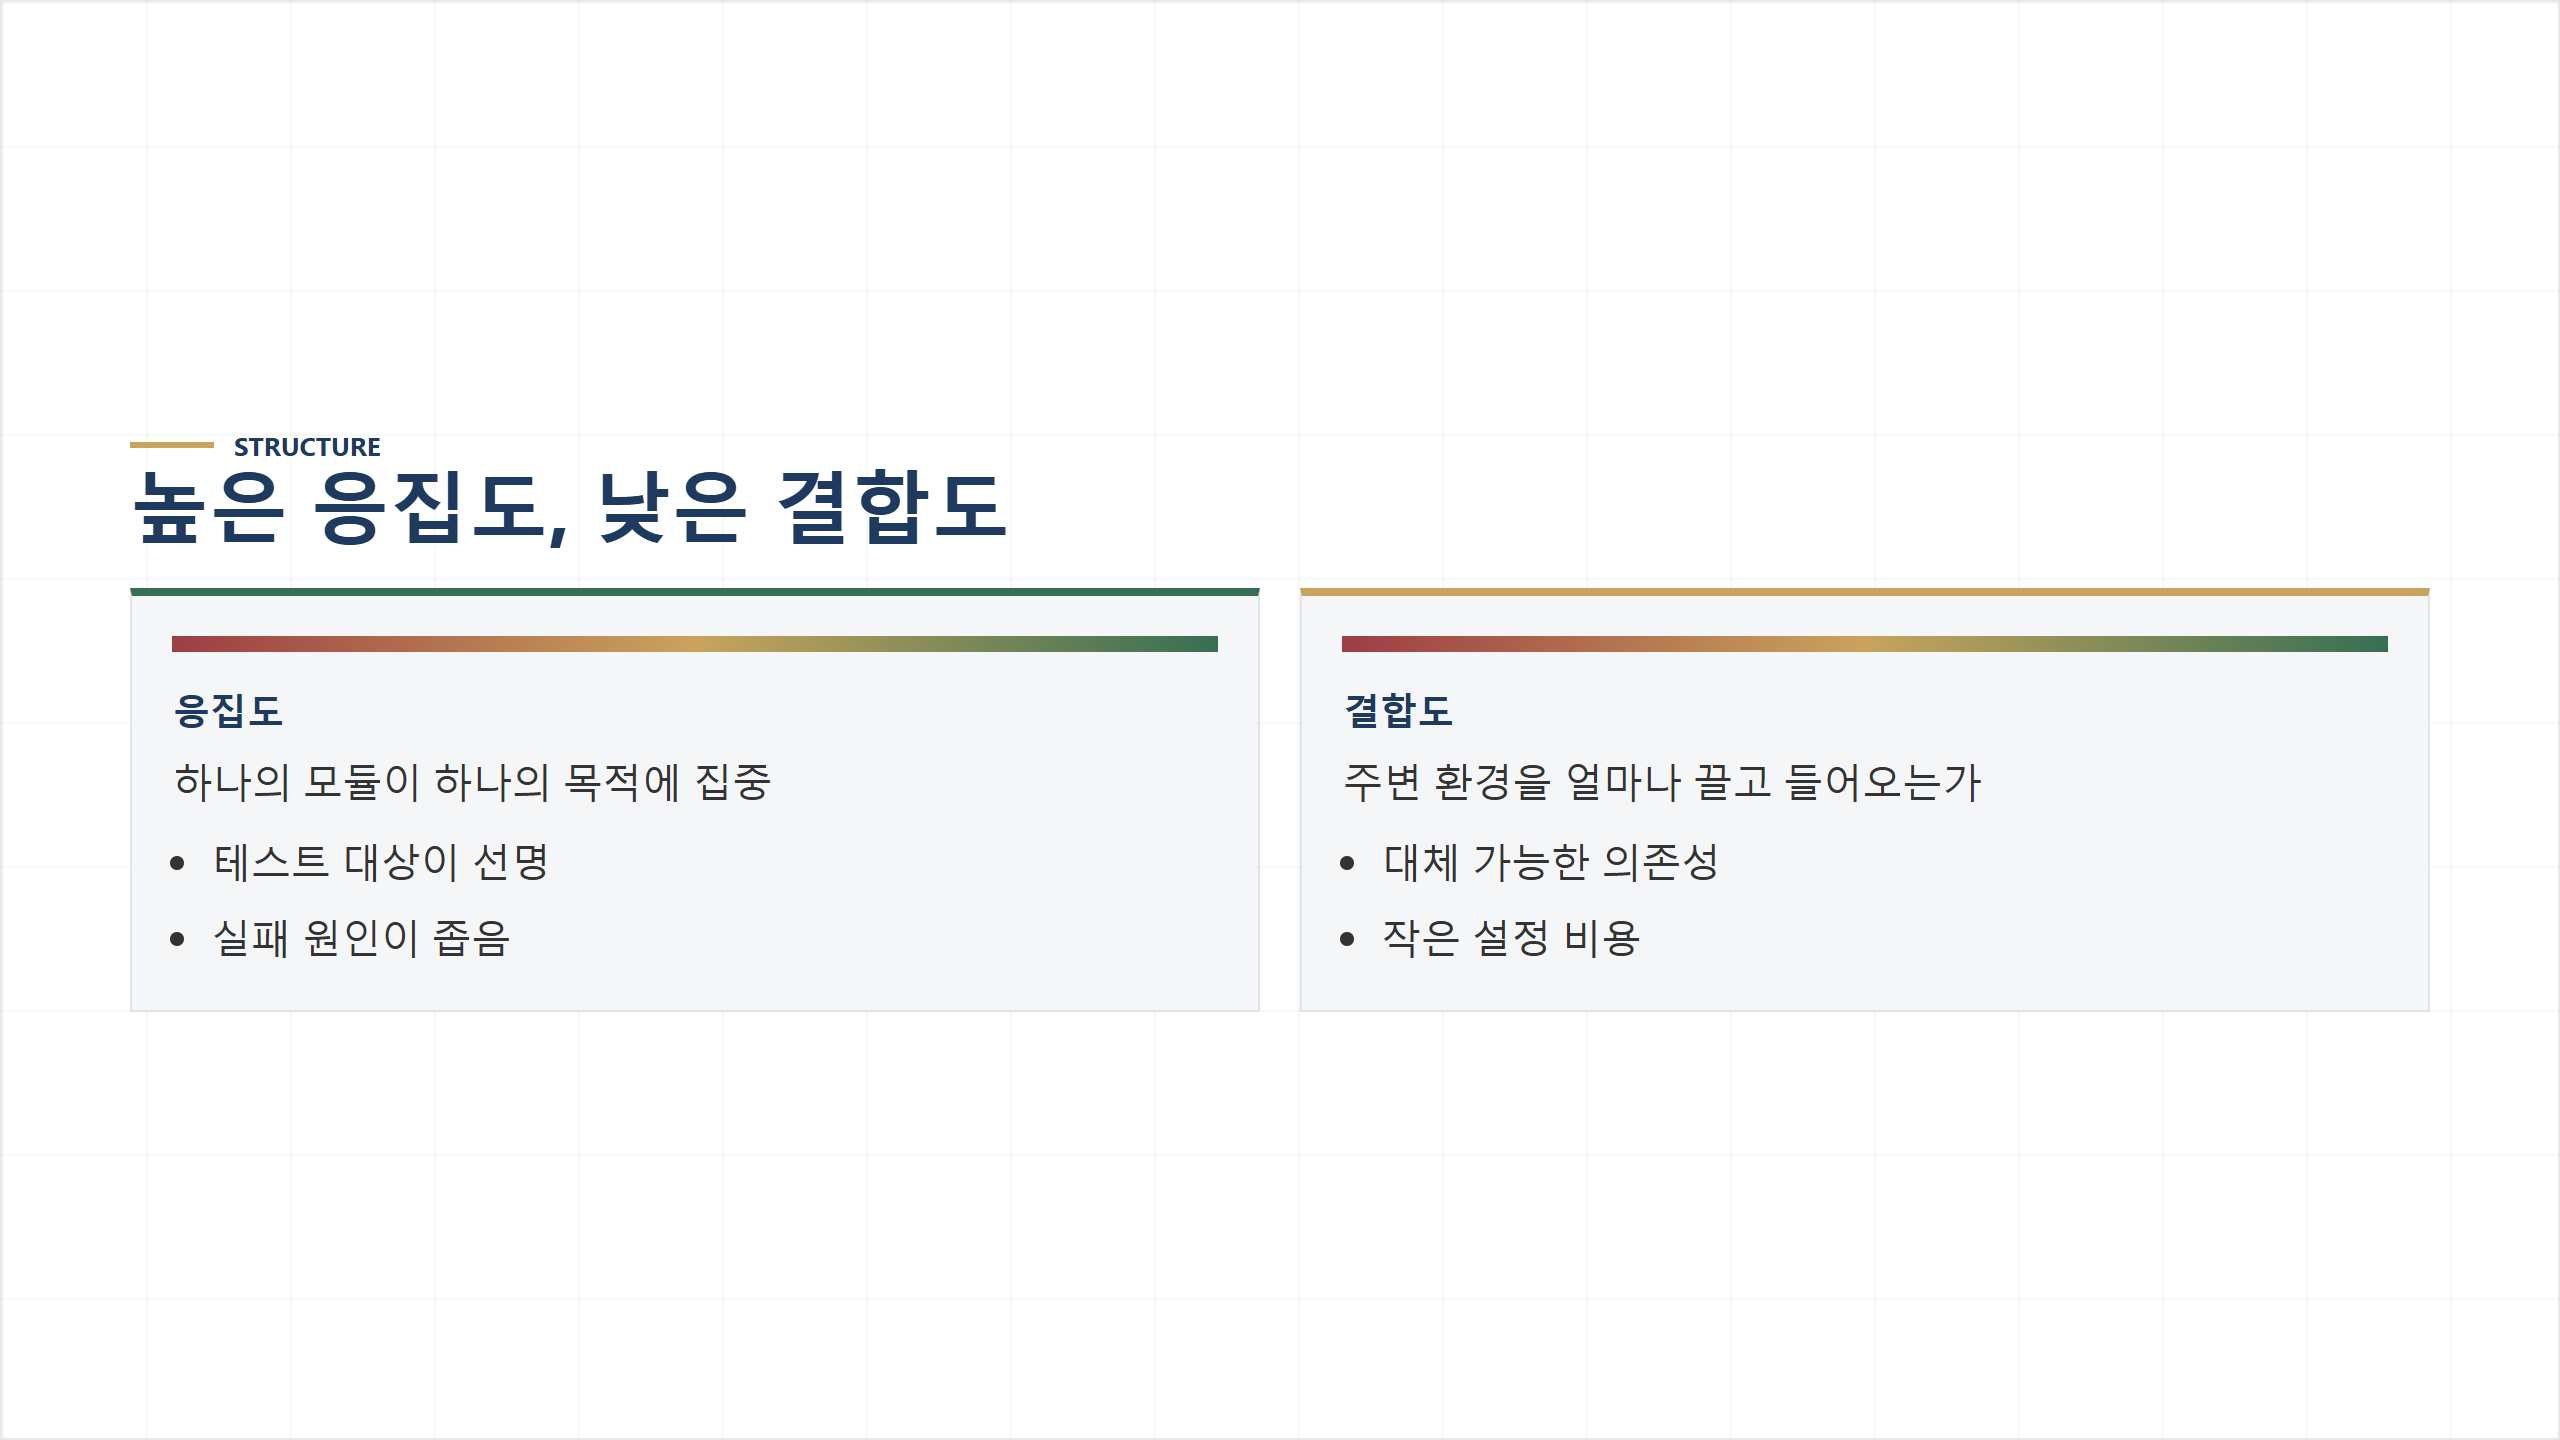 STRUCTURE
높은 응집도, 낮은 결합도
응집도
하나의 모듈이 하나의 목적에 집중
• 테스트 대상이 선명
• 실패 원인이 좁음
결합도
주변 환경을 얼마나 끌고 들어오는가
• 대체 가능한 의존성
• 작은 설정 비용